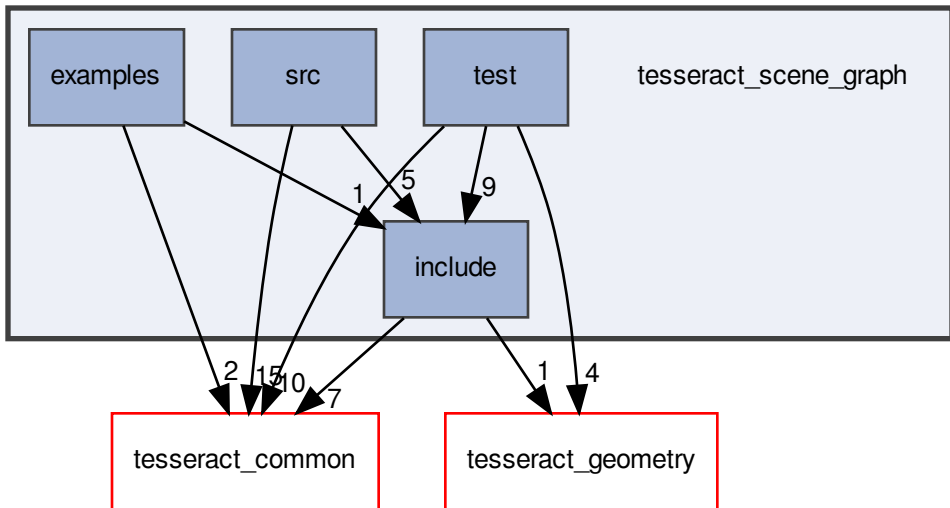 examples
src
test
tesseract_scene_graph
1
5
9
include
2
15
10
7
1
4
tesseract_common
tesseract_geometry